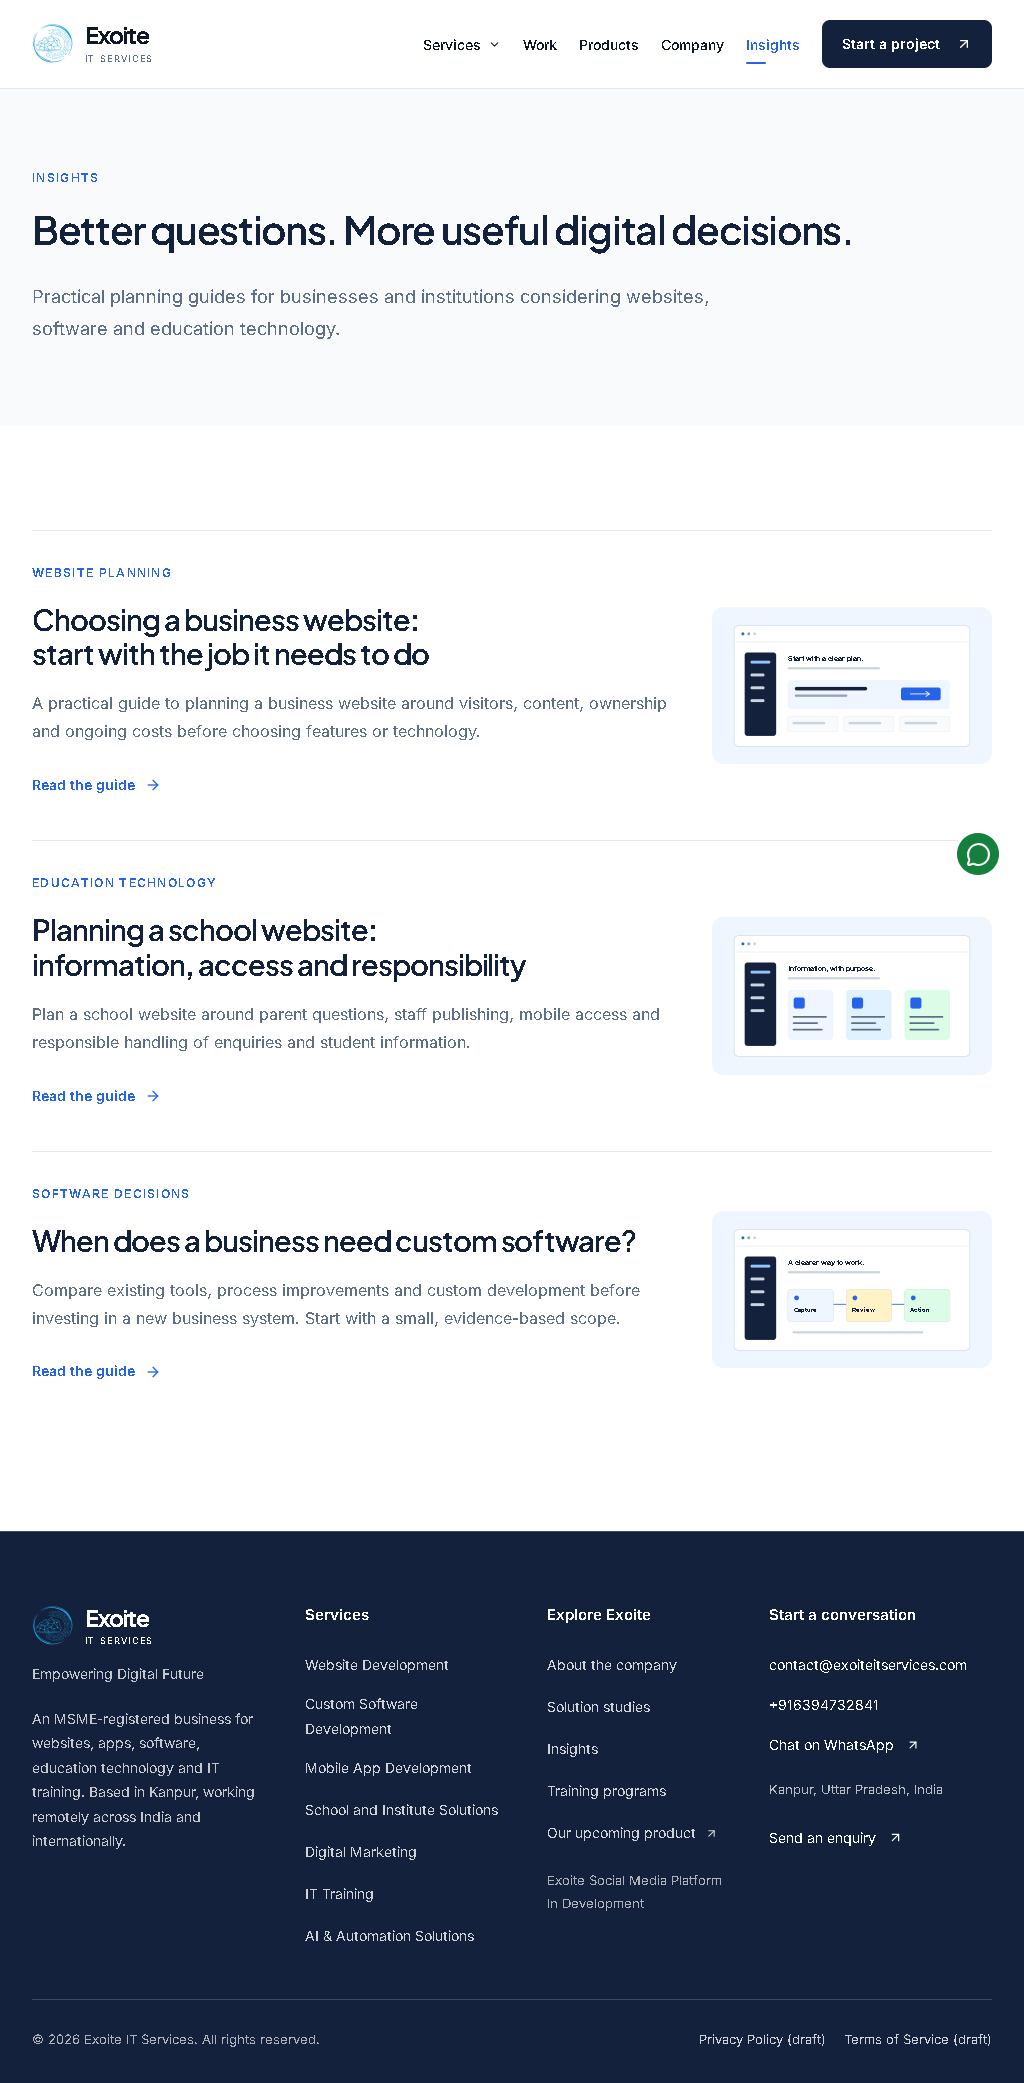 Exoite
IT SERVICES
Services
Work
Products
Company
Insights
Start a project
INSIGHTS
Better questions. More useful digital decisions.
Practical planning guides for businesses and institutions considering websites,
software and education technology.
WEBSITE PLANNING
Choosing a business website:
start with the job it needs to do
A practical guide to planning a business website around visitors, content, ownership
and ongoing costs before choosing features or technology.
Read the guide
Start with a clear plan.
EDUCATION TECHNOLOGY
Planning a school website:
information, access and responsibility
Plan a school website around parent questions, staff publishing, mobile access and
responsible handling of enquiries and student information.
Read the guide
Information, with purpose.
SOFTWARE DECISIONS
When does a business need custom software?
Compare existing tools, process improvements and custom development before
investing in a new business system. Start with a small, evidence-based scope.
Read the guide
A clearer way to work.
Capture
Review
Action
Exoite
IT SERVICES
Empowering Digital Future
An MSME-registered business for
websites, apps, software,
education technology and IT
training. Based in Kanpur, working
remotely across India and
internationally.
Services
Website Development
Custom Software
Development
Mobile App Development
School and Institute Solutions
Digital Marketing
IT Training
AI & Automation Solutions
Explore Exoite
About the company
Solution studies
Insights
Training programs
Our upcoming product
Exoite Social Media Platform
In Development
Start a conversation
contact@exoiteitservices.com
+916394732841
Chat on WhatsApp
Kanpur, Uttar Pradesh, India
Send an enquiry
© 2026 Exoite IT Services. All rights reserved.
Privacy Policy (draft)
Terms of Service (draft)